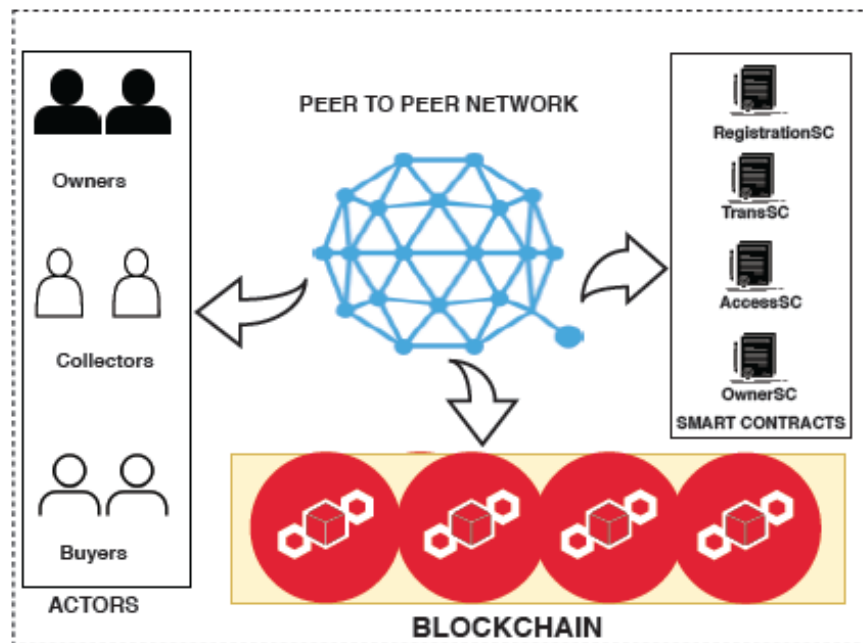 PEER TO PEER NETWORK
Owners
Collectors
Buyers
ACTORS
RegistrationSC
TransSC
AccessSC
OwnerSC
SMART CONTRACTS
BLOCKCHAIN